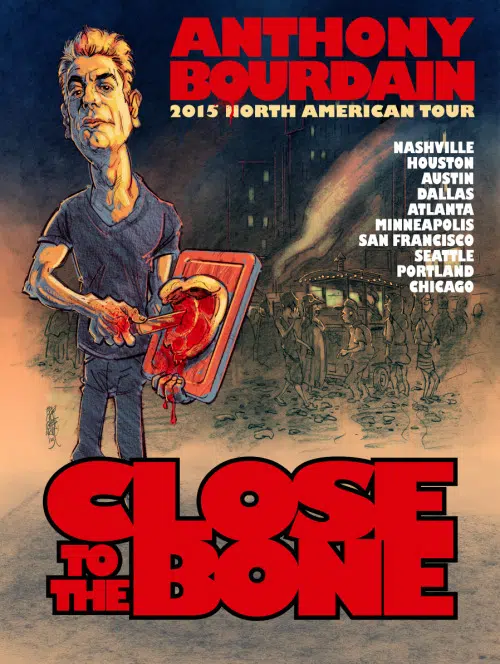 ANTHONY
BOURDAIN
2015 NORTH AMERICAN TOUR
NASHVILLE
HOUSTON
AUSTIN
DALLAS
ATLANTA
MINNEAPOLIS
SAN FRANCISCO
SEATTLE
PORTLAND
CHICAGO
CLOSE
TO THE
BONE